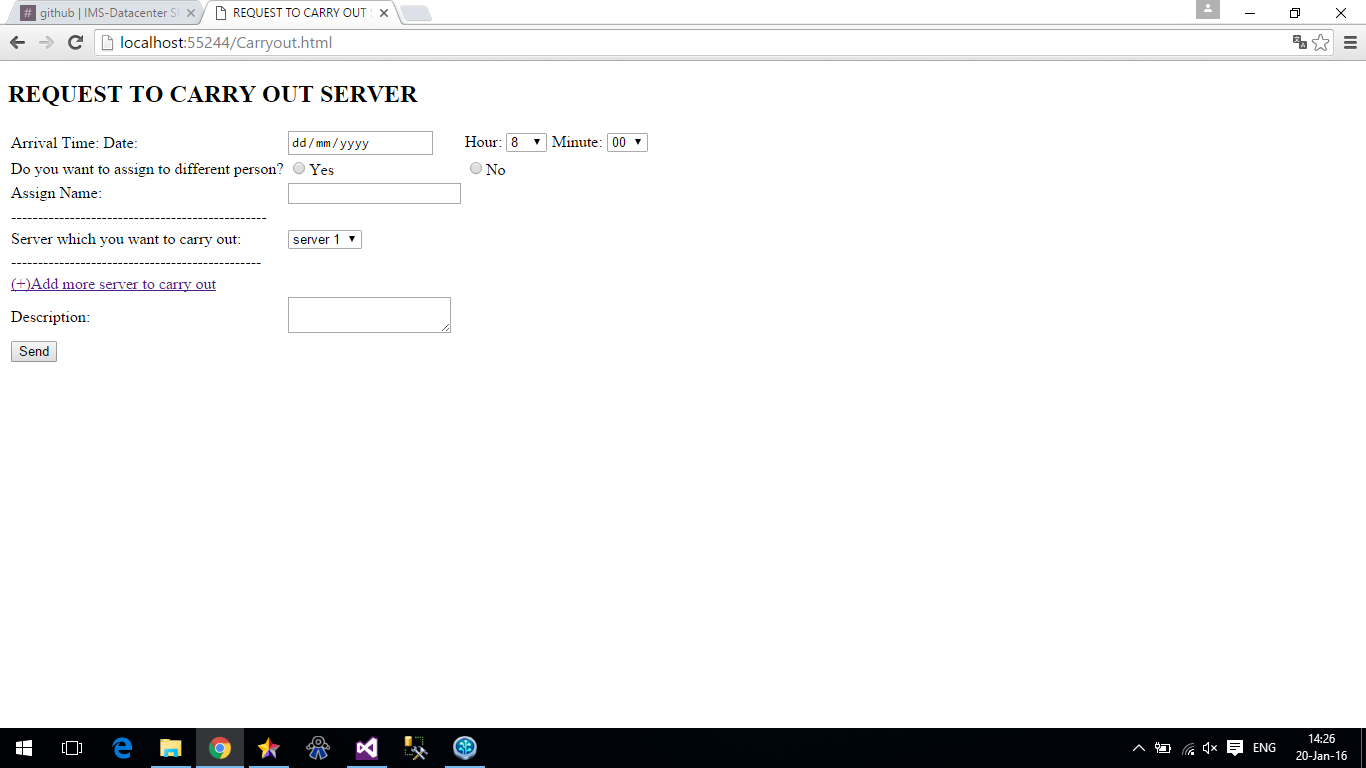 github | IMS-Datacenter S
REQUEST TO CARRY OUT S
localhost:55244/Carryout.html
REQUEST TO CARRY OUT SERVER
Arrival Time: Date: dd/mm/yyyy Hour: 8 Minute: 00
Do you want to assign to different person? Yes No
Assign Name:
------------------------------------------------
Server which you want to carry out: server 1
-----------------------------------------------
(+)Add more server to carry out
Description:
Send
ENG
14:26
20-Jan-16